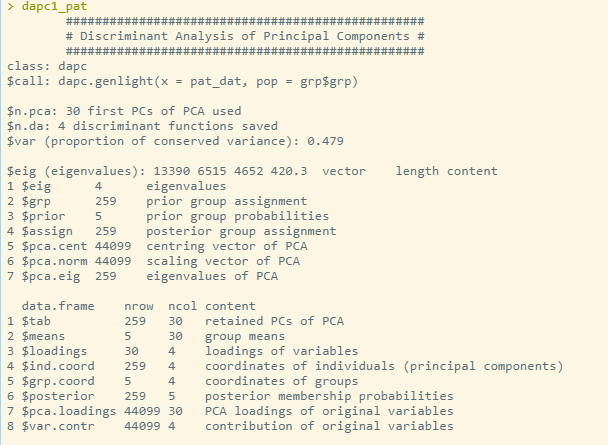 > dapc1_pat
#################################################
# Discriminant Analysis of Principal Components #
#################################################
class: dapc
$call: dapc.genlight(x = pat_dat, pop = grp$grp)
$n.pca: 30 first PCs of PCA used
$n.da: 4 discriminant functions saved
$var (proportion of conserved variance): 0.479
$eig (eigenvalues): 13390 6515 4652 420.3  vector    length content
1 $eig      4      eigenvalues
2 $grp      259    prior group assignment
3 $prior    5      prior group probabilities
4 $assign   259    posterior group assignment
5 $pca.cent 44099  centring vector of PCA
6 $pca.norm 44099  scaling vector of PCA
7 $pca.eig  259    eigenvalues of PCA
  data.frame    nrow  ncol content
1 $tab          259   30   retained PCs of PCA
2 $means        5     30   group means
3 $loadings     30    4    loadings of variables
4 $ind.coord    259   4    coordinates of individuals (principal components)
5 $grp.coord    5     4    coordinates of groups
6 $posterior    259   5    posterior membership probabilities
7 $pca.loadings 44099 30   PCA loadings of original variables
8 $var.contr    44099 4    contribution of original variables